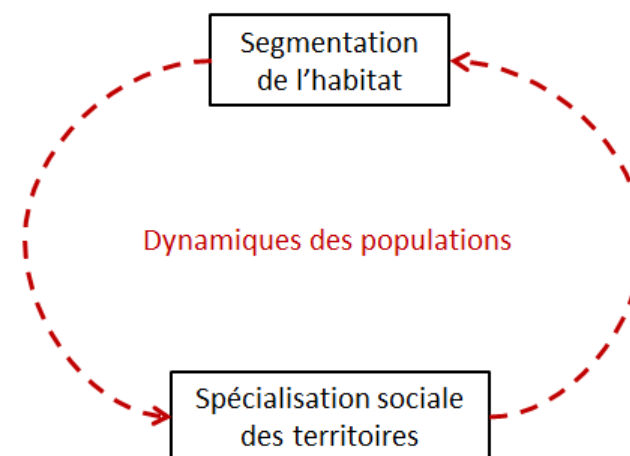 Segmentation
de l’habitat
Dynamiques des populations
Spécialisation sociale
des territoires